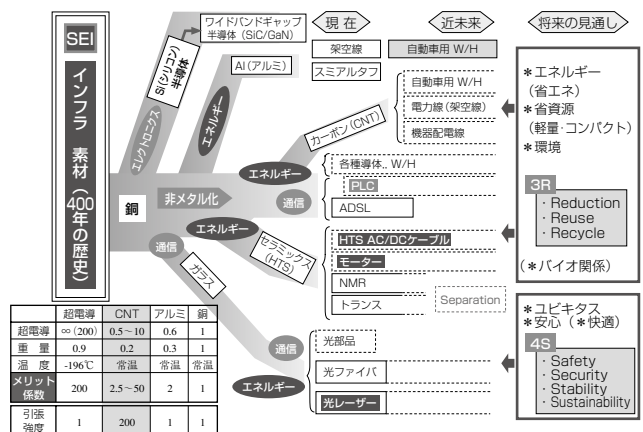 SEI
インフラ 素材(400年の歴史)
ワイドバンドギャップ
半導体(SiC/GaN)
SI(シリコン)
半導体
エレクトロニクス
Al(アルミ)
エネルギー
現 在
近未来
将来の見通し
架空線
自動車用 W/H
スミアルタフ
カーボン(CNT)
自動車用 W/H
電力線(架空線)
機器配電線
エネルギー
各種導体.. W/H
銅
非メタル化
通信
PLC
ADSL
エネルギー
セラミックス
(HTS)
HTS AC/DCケーブル
モーター
NMR
トランス
Separation
通信
ガラス
通信
光部品
光ファイバ
エネルギー
光レーザー
*エネルギー
(省エネ)
*省資源
(軽量・コンパクト)
*環境
3R
・Reduction
・Reuse
・Recycle
(*バイオ関係)
*ユビキタス
*安心(*快適)
4S
・Safety
・Security
・Stability
・Sustainability
超電導 CNT アルミ 銅
超電導 ∞(200) 0.5~10 0.6 1
重 量 0.9 0.2 0.3 1
温 度 -196℃ 常温 常温 常温
メリット
係数 200 2.5~50 2 1
引張
強度 1 200 1 1